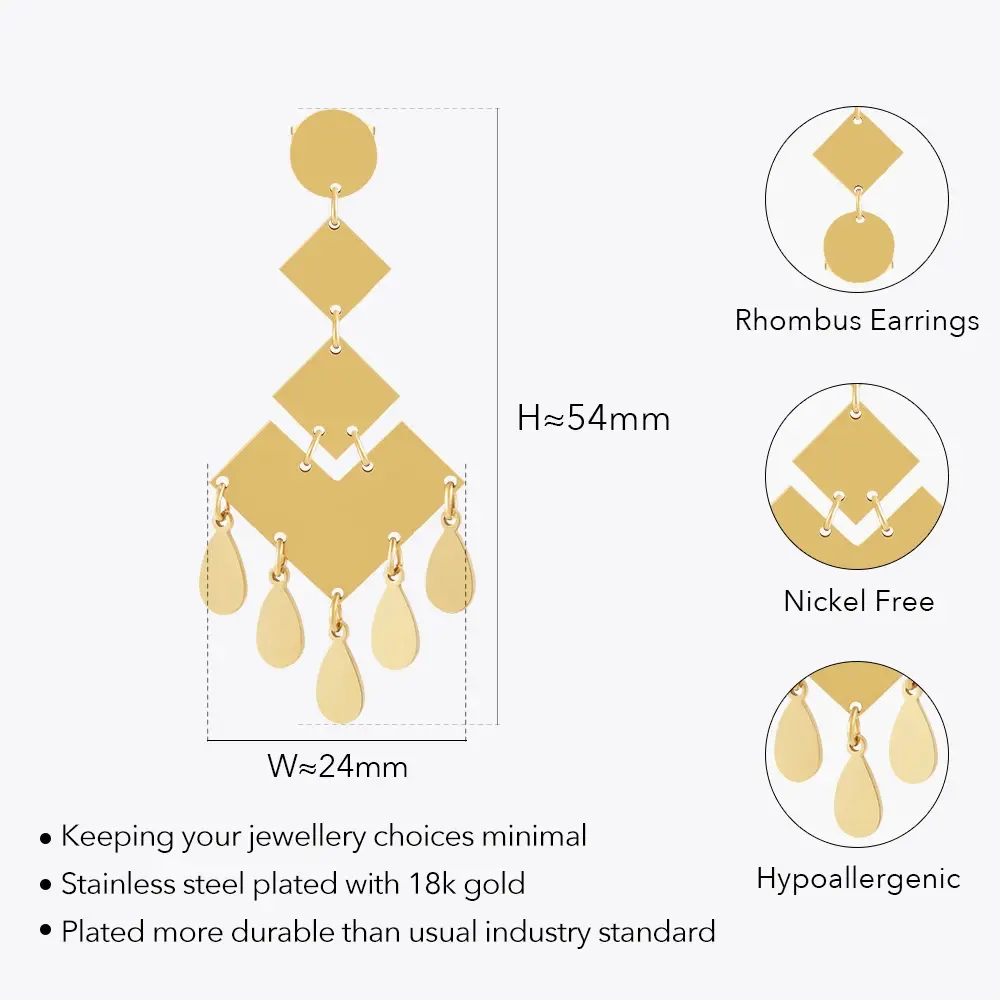 Rhombus Earrings
H≈54mm
Nickel Free
W≈24mm
Hypoallergenic
• Keeping your jewellery choices minimal
• Stainless steel plated with 18k gold
• Plated more durable than usual industry standard